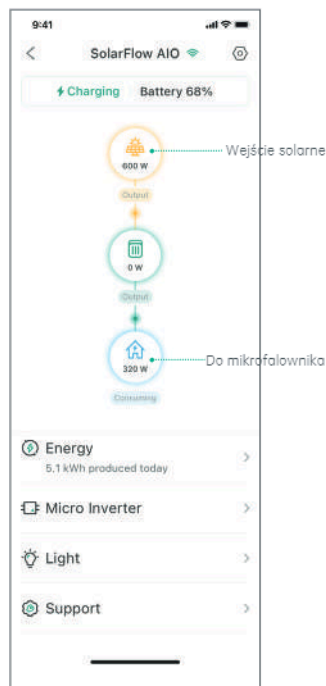 9:41
SolarFlow AIO
Charging Battery 68%
600 W
Wejście solarne
Output
0 W
Output
320 W
Do mikrofalownika
Consuming
Energy
5.1 kWh produced today
Micro Inverter
Light
Support